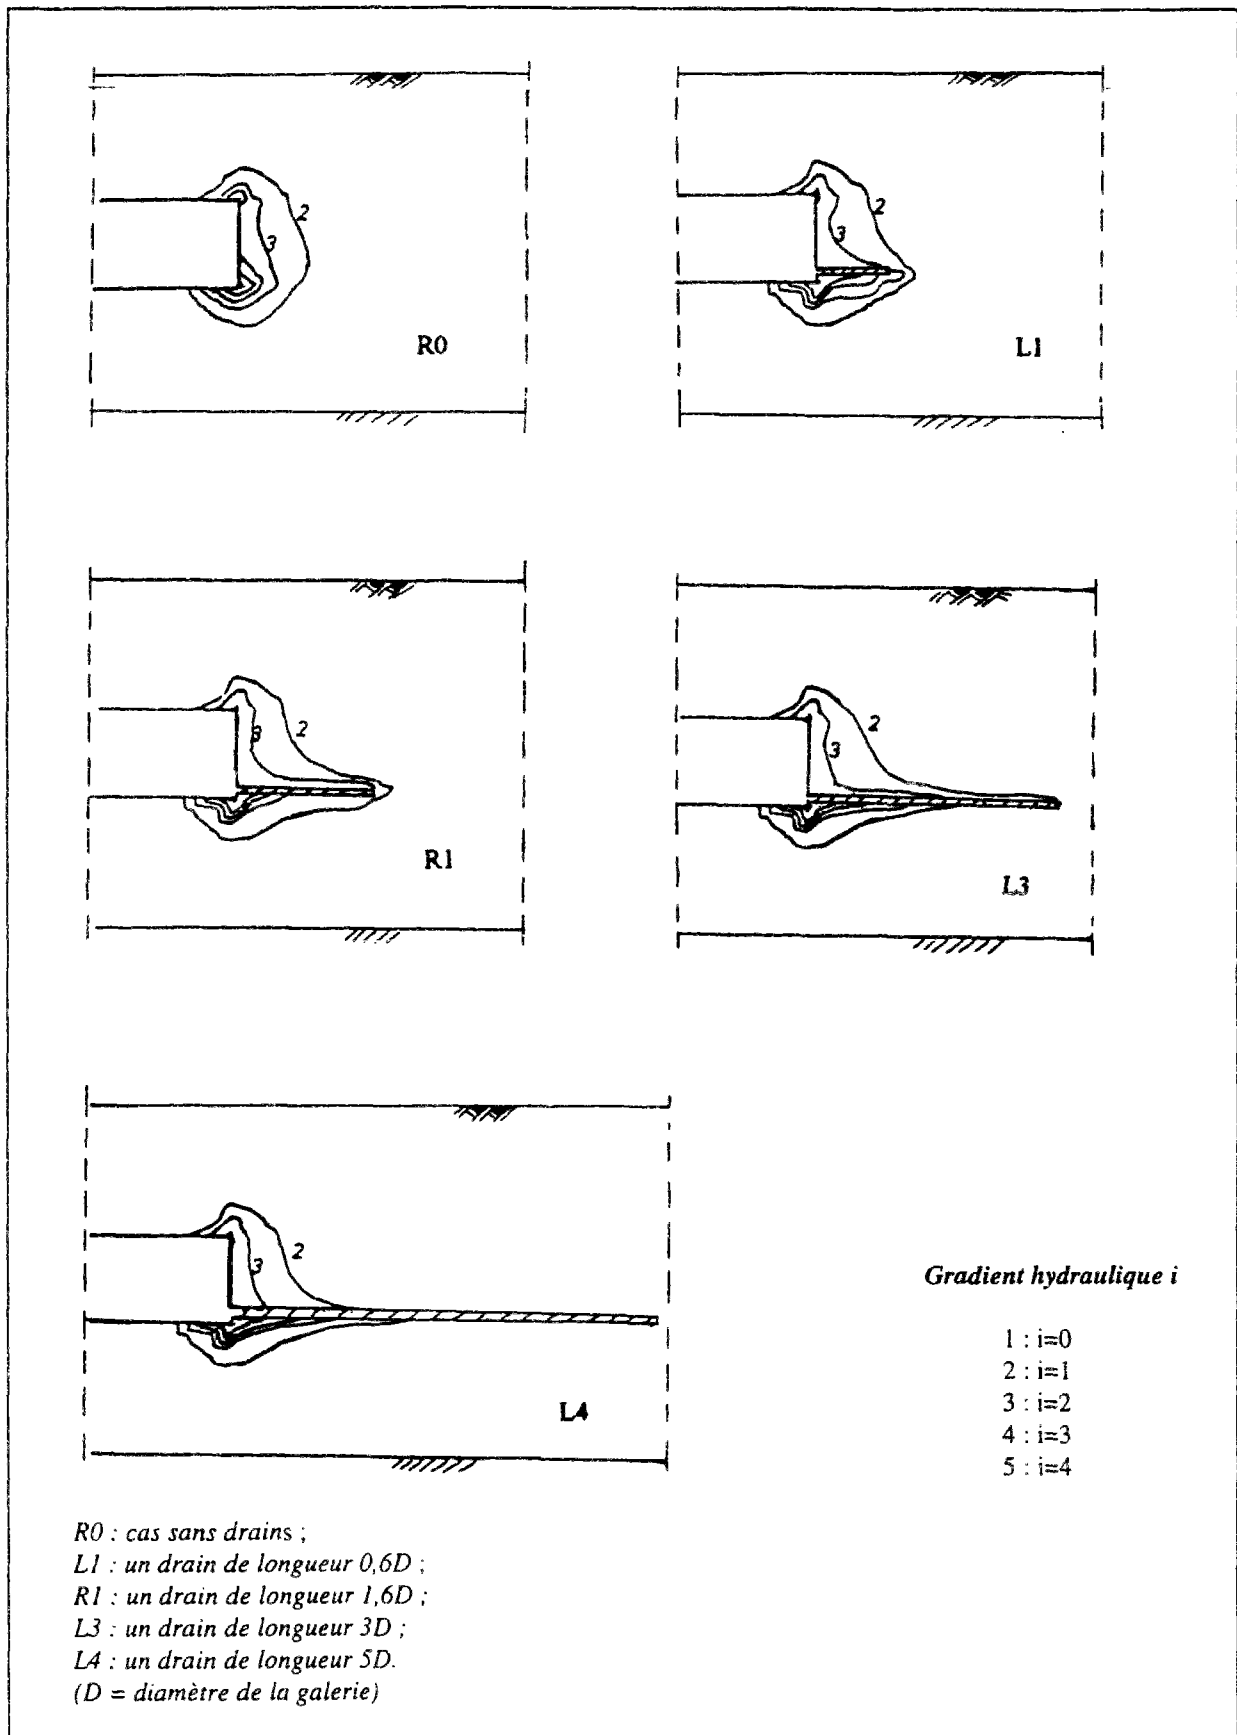 2
3
R0
2
3
L1
2
3
R1
2
3
L3
2
3
L4
Gradient hydraulique i
1 : i=0
2 : i=1
3 : i=2
4 : i=3
5 : i=4
R0 : cas sans drains ;
L1 : un drain de longueur 0,6D ;
R1 : un drain de longueur 1,6D ;
L3 : un drain de longueur 3D ;
L4 : un drain de longueur 5D.
(D = diamètre de la galerie)